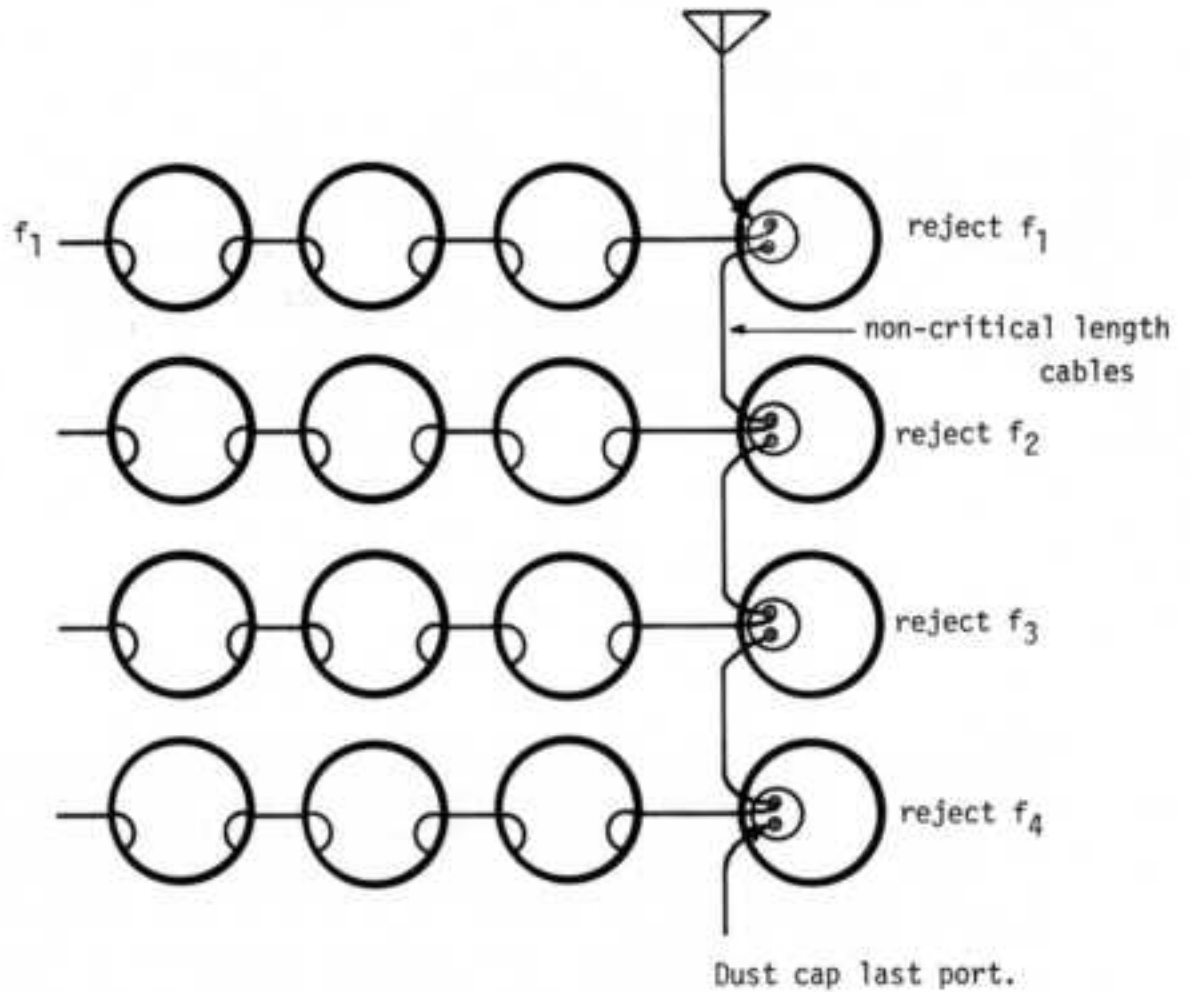 f1
reject f1
non-critical length
cables
reject f2
reject f3
reject f4
Dust cap last port.